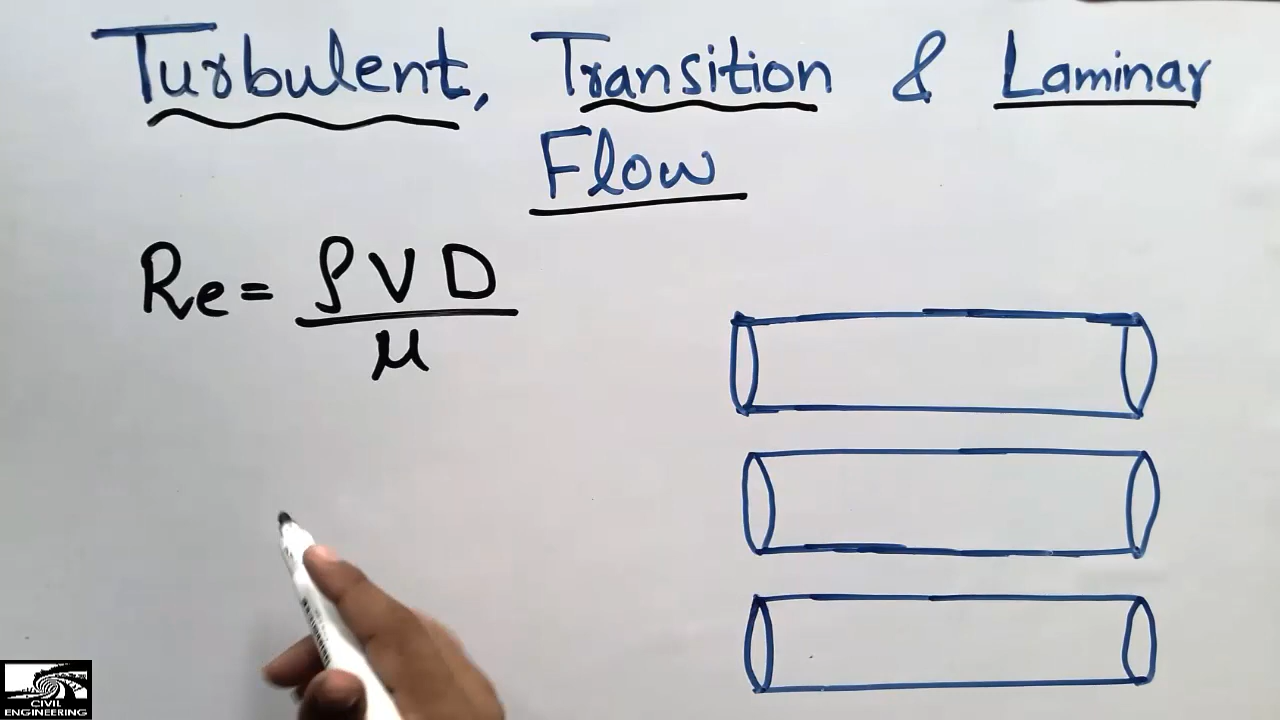 Turbulent, Transition & Laminar
Flow
Re = ρVD
μ
CIVIL
ENGINEERING